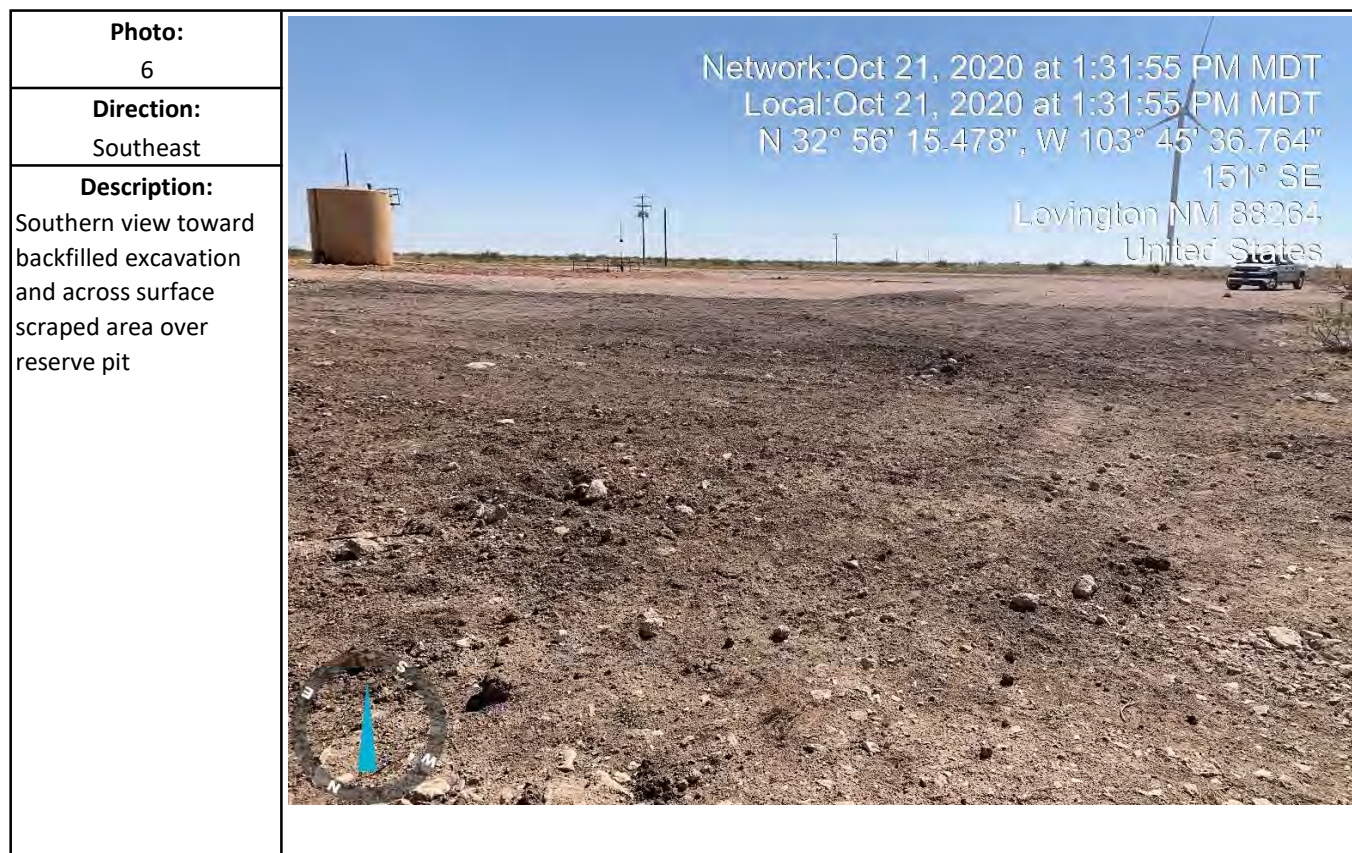 Photo:
6
Direction:
Southeast
Description:
Southern view toward
backfilled excavation
and across surface
scraped area over
reserve pit
Network:Oct 21, 2020 at 1:31:55 PM MDT
Local:Oct 21, 2020 at 1:31:55 PM MDT
N 32° 56' 15.478", W 103° 45' 36.764"
151° SE
Lovington NM 88264
United States
S
E
W
N